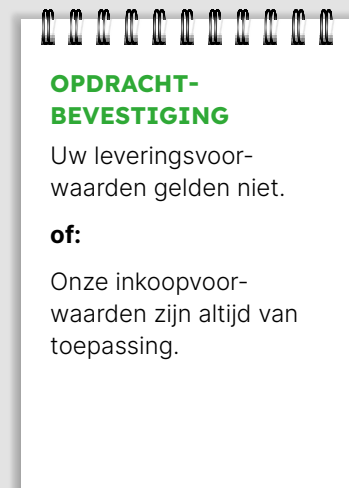 OPDRACHT-
BEVESTIGING
Uw leveringsvoor-
waarden gelden niet.
of:
Onze inkoopvoor-
waarden zijn altijd van
toepassing.